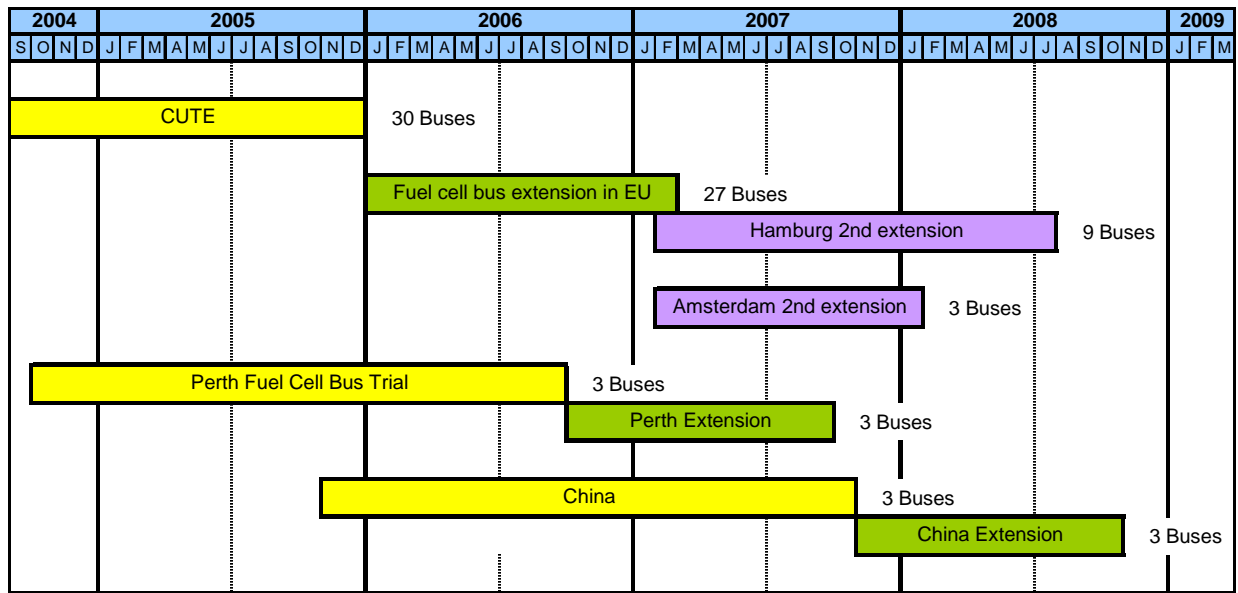 2004 2005 2006 2007 2008 2009
S O N D J F M A M J J A S O N D J F M A M J J A S O N D J F M A M J J A S O N D J F M A M J J A S O N D J F M
CUTE 30 Buses
Fuel cell bus extension in EU 27 Buses
Hamburg 2nd extension 9 Buses
Amsterdam 2nd extension 3 Buses
Perth Fuel Cell Bus Trial 3 Buses
Perth Extension 3 Buses
China 3 Buses
China Extension 3 Buses